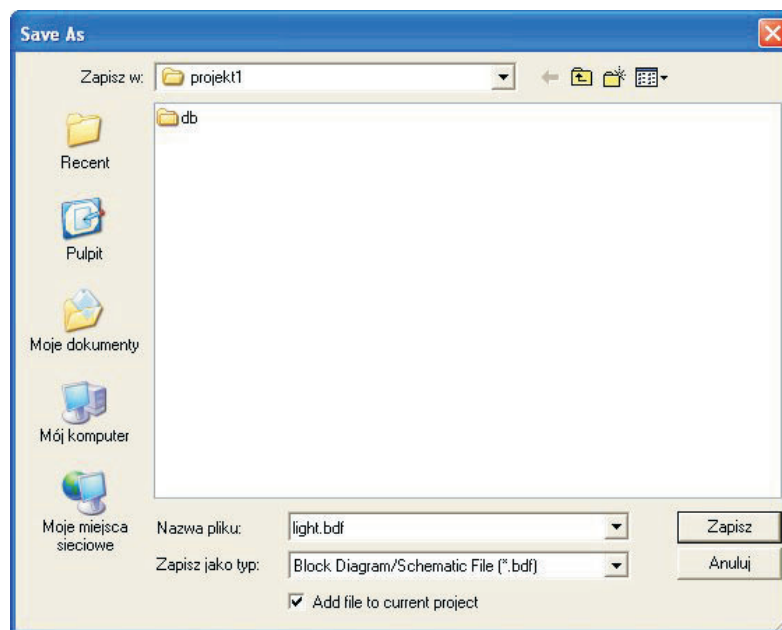 Save As
Zapisz w:
projekt1
db
Recent
Pulpit
Moje dokumenty
Mój komputer
Moje miejsca
sieciowe
Nazwa pliku:
light.bdf
Zapisz
Zapisz jako typ:
Block Diagram/Schematic File (*.bdf)
Anuluj
Add file to current project